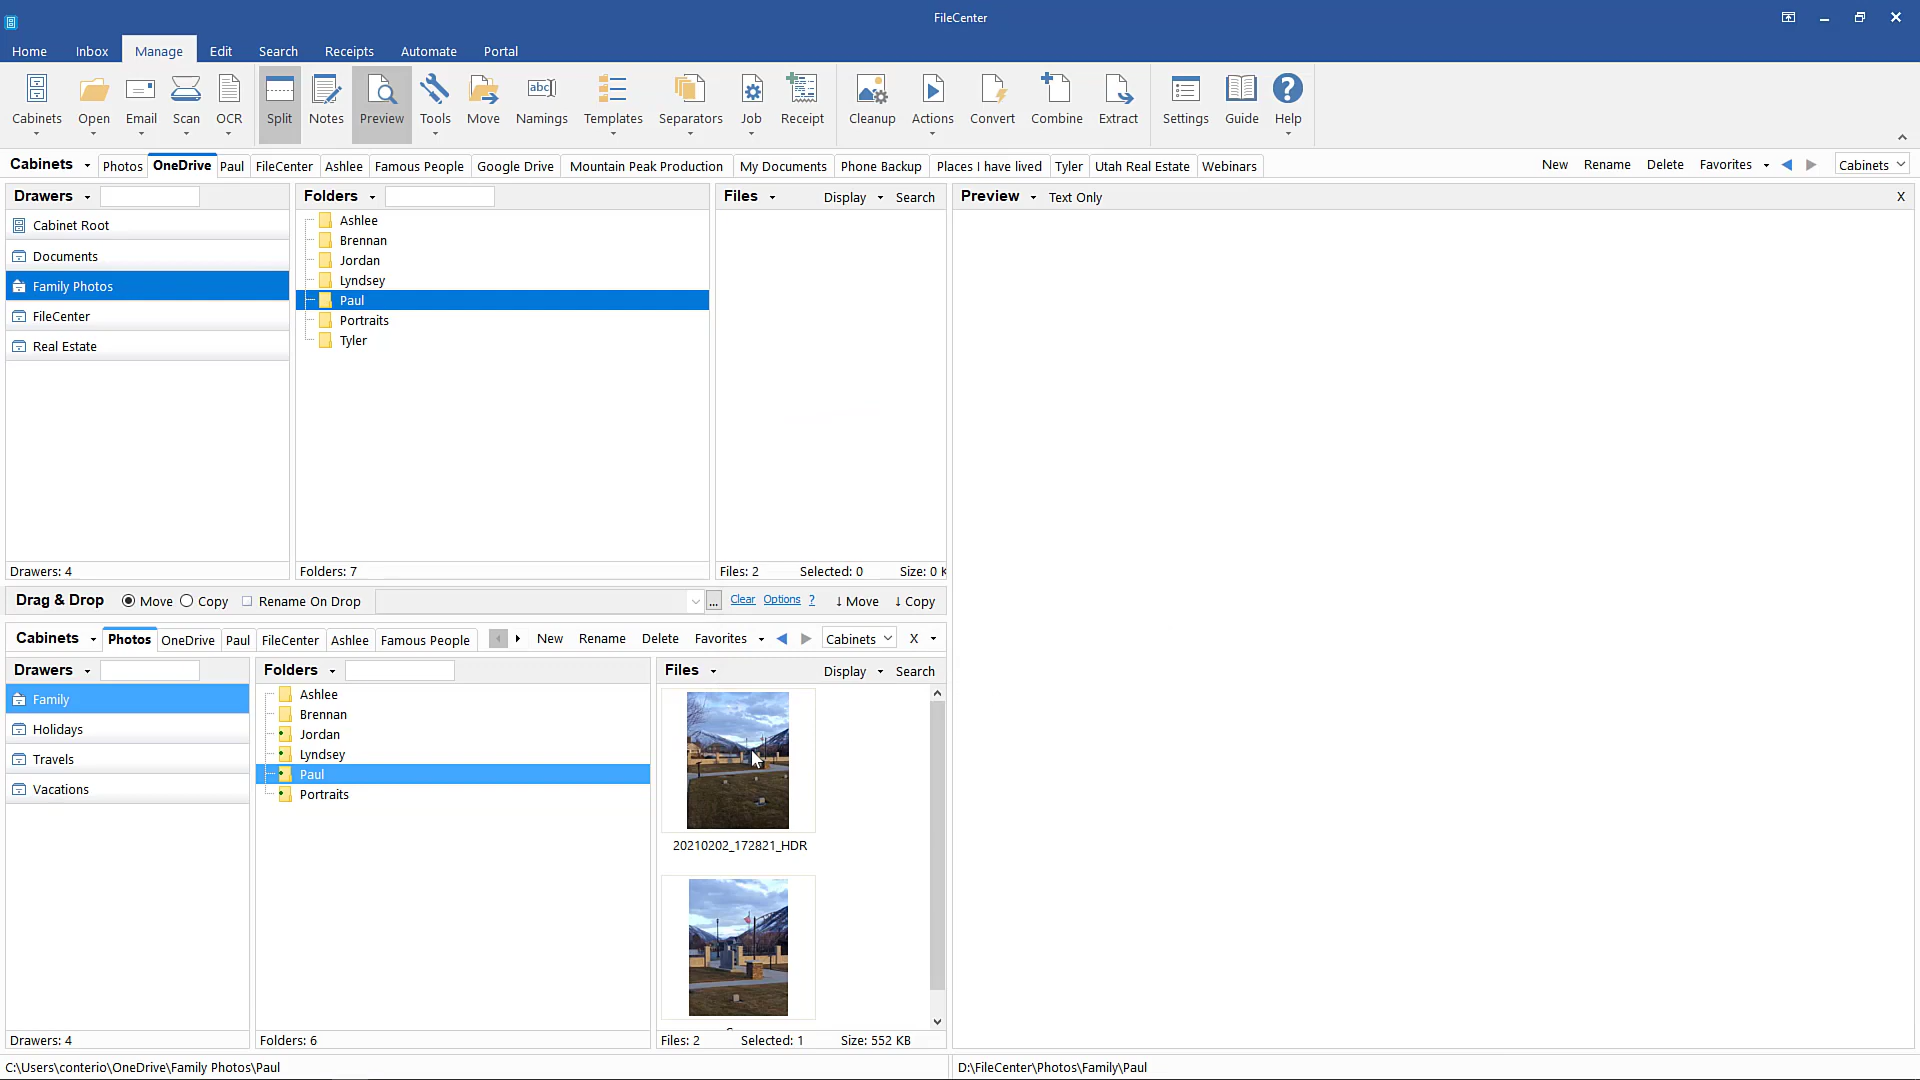 FileCenter
Home Inbox Manage Edit Search Receipts Automate Portal
Cabinets Open Email Scan OCR Split Notes Preview Tools Move Namings Templates Separators Job Receipt Cleanup Actions Convert Combine Extract Settings Guide Help
Cabinets Photos OneDrive Paul FileCenter Ashlee Famous People Google Drive Mountain Peak Production My Documents Phone Backup Places I have lived Tyler Utah Real Estate Webinars New Rename Delete Favorites Cabinets
Drawers
Cabinet Root
Documents
Family Photos
FileCenter
Real Estate
Drawers: 4
Folders
Ashlee
Brennan
Jordan
Lyndsey
Paul
Portraits
Tyler
Folders: 7
Files Display Search
Files: 2 Selected: 0 Size: 0 K
Preview Text Only X
Drag & Drop Move Copy Rename On Drop ... Clear Options ? ↓ Move ↓ Copy
Cabinets Photos OneDrive Paul FileCenter Ashlee Famous People New Rename Delete Favorites Cabinets X
Drawers
Family
Holidays
Travels
Vacations
Drawers: 4
Folders
Ashlee
Brennan
Jordan
Lyndsey
Paul
Portraits
Folders: 6
Files Display Search
20210202_172821_HDR
Files: 2 Selected: 1 Size: 552 KB
C:\Users\conterio\OneDrive\Family Photos\Paul
D:\FileCenter\Photos\Family\Paul